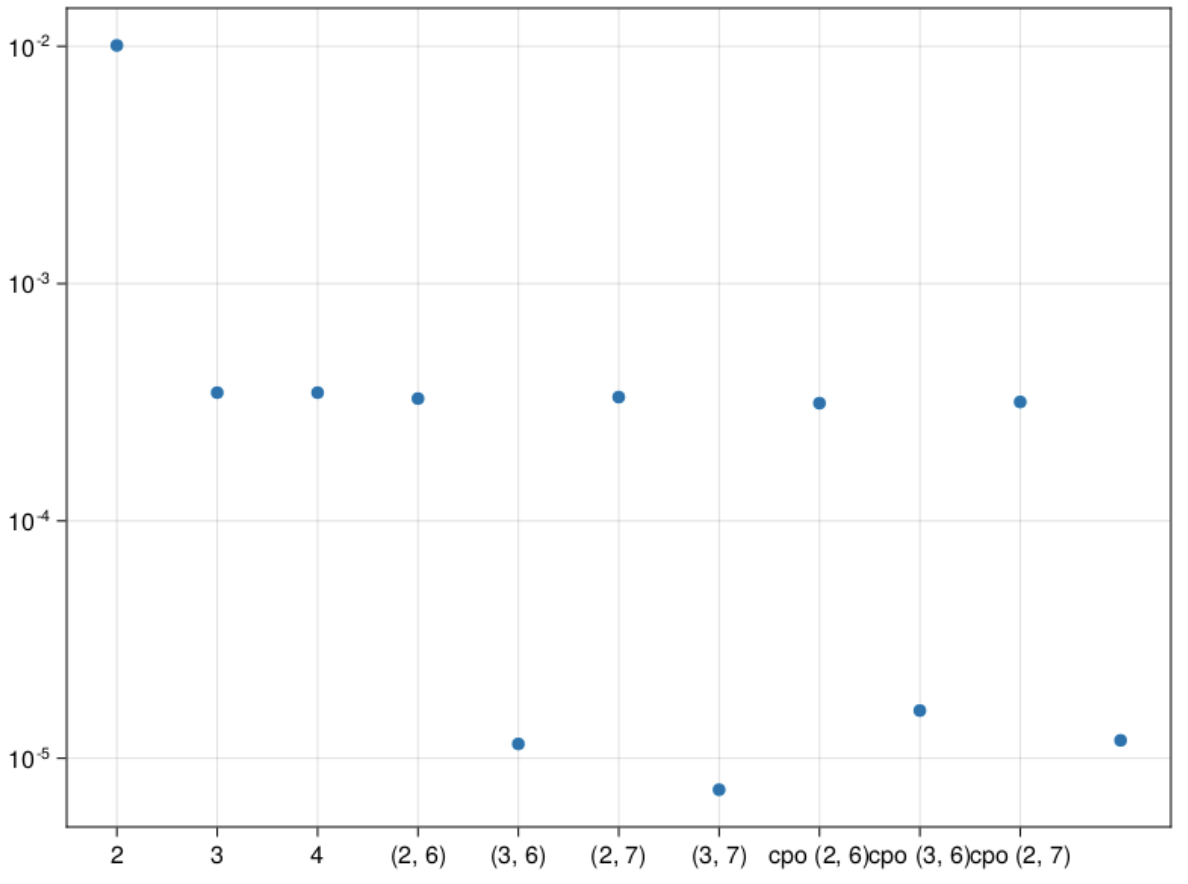 10-2
10-3
10-4
10-5
2 3 4 (2, 6) (3, 6) (2, 7) (3, 7) cpo (2, 6) cpo (3, 6) cpo (2, 7)